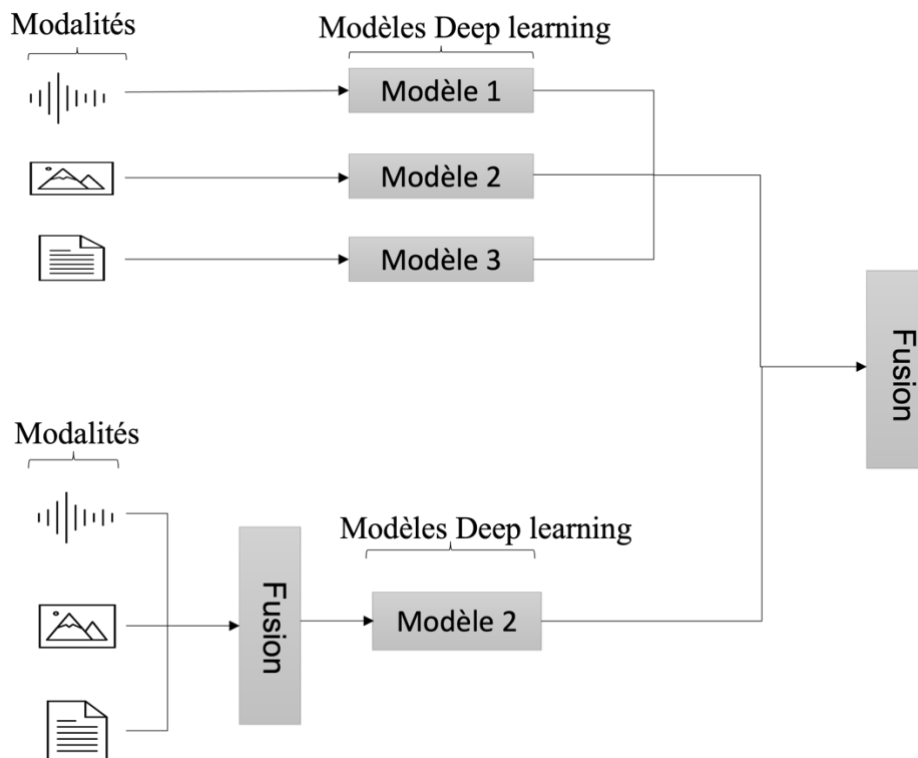 Modalités
Modèles Deep learning
Modèle 1
Modèle 2
Modèle 3
Fusion
Modalités
Modèles Deep learning
Fusion
Modèle 2